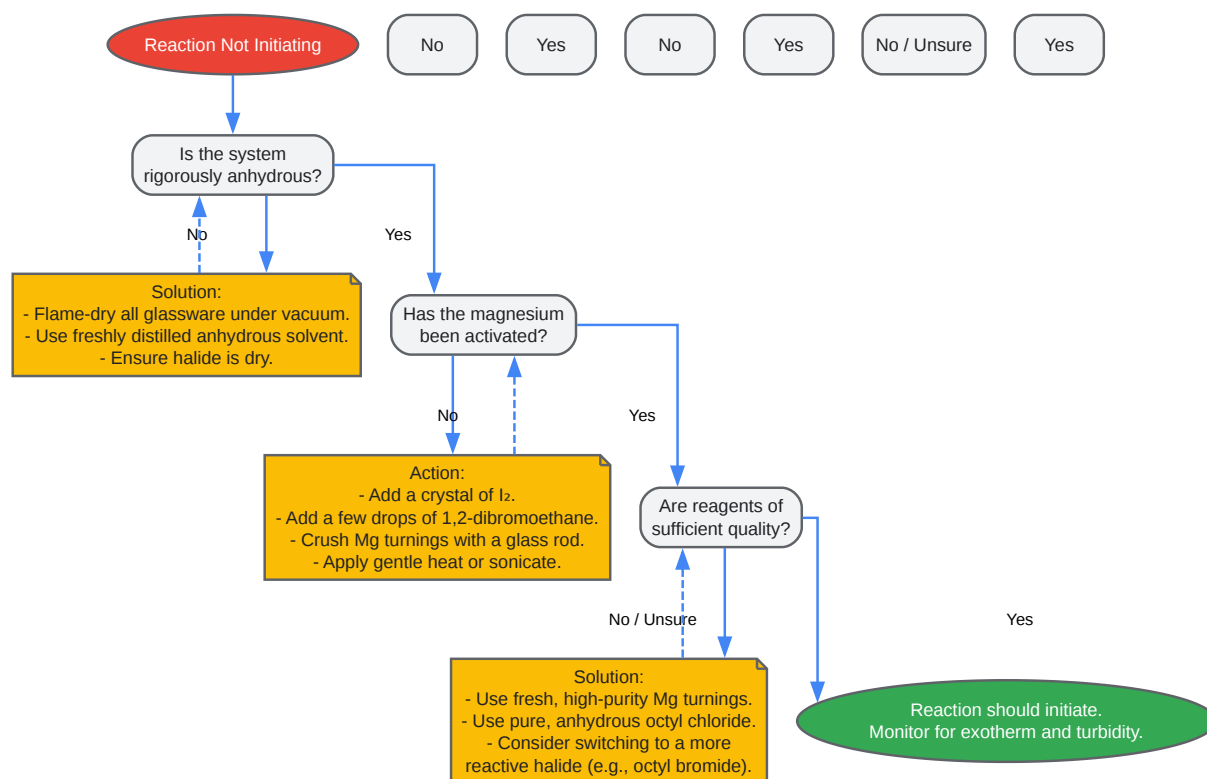 Reaction Not Initiating
No
Yes
No
Yes
No / Unsure
Yes
Is the system
rigorously anhydrous?
No
Yes
Solution:
- Flame-dry all glassware under vacuum.
- Use freshly distilled anhydrous solvent.
- Ensure halide is dry.
Has the magnesium
been activated?
No
Yes
Action:
- Add a crystal of I₂.
- Add a few drops of 1,2-dibromoethane.
- Crush Mg turnings with a glass rod.
- Apply gentle heat or sonicate.
Are reagents of
sufficient quality?
No / Unsure
Yes
Solution:
- Use fresh, high-purity Mg turnings.
- Use pure, anhydrous octyl chloride.
- Consider switching to a more
reactive halide (e.g., octyl bromide).
Reaction should initiate.
Monitor for exotherm and turbidity.